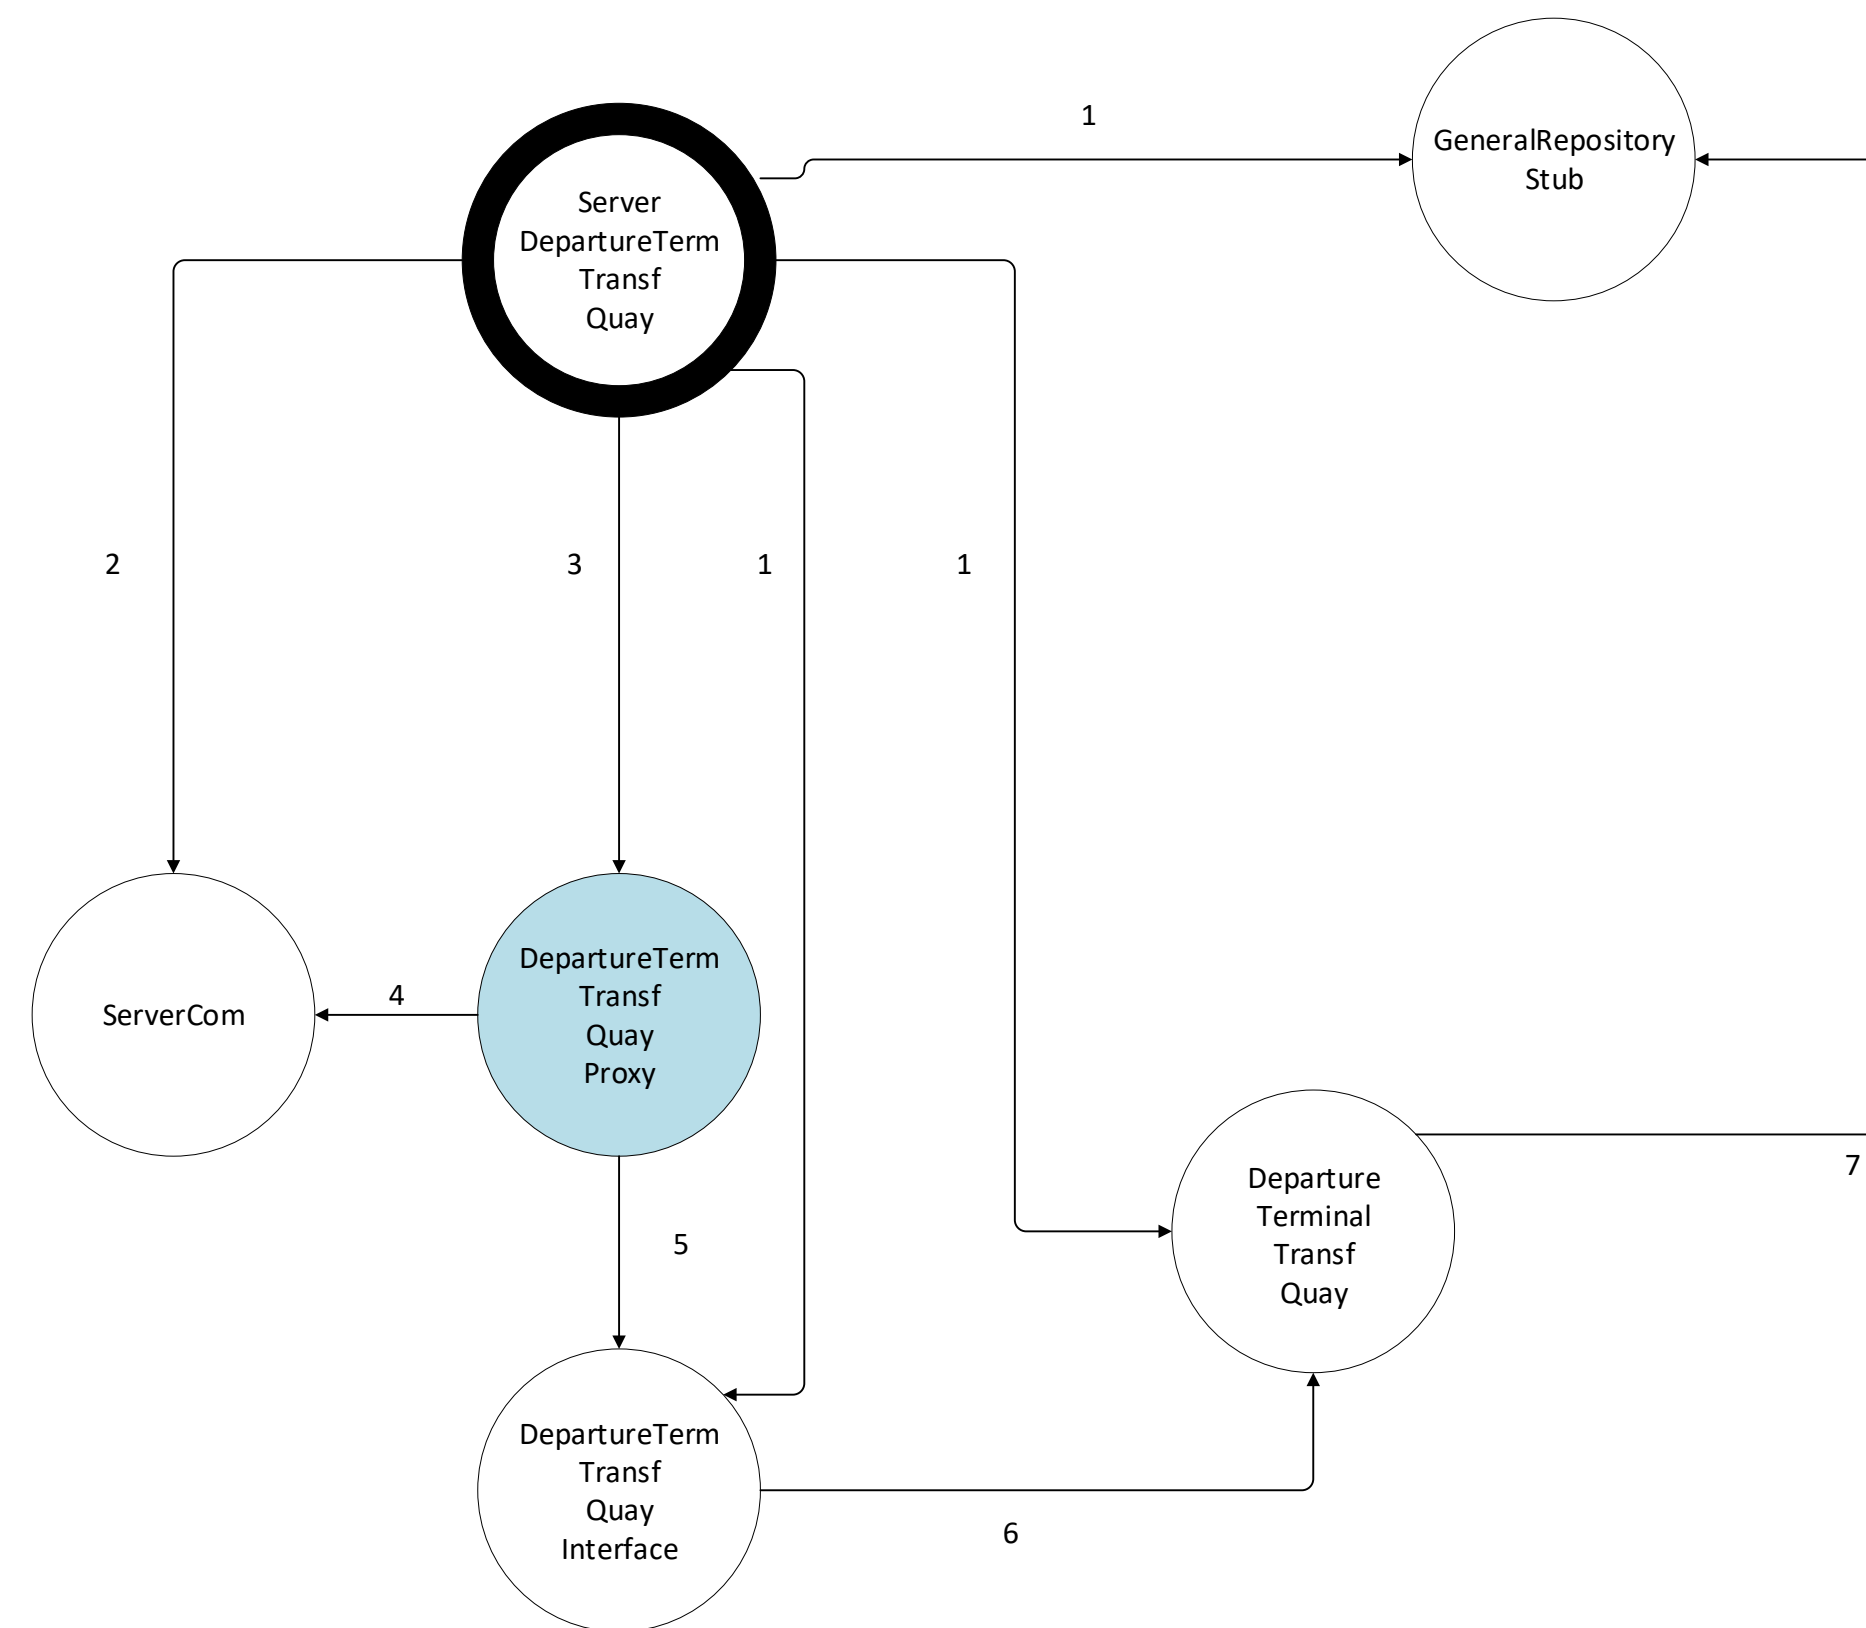 1
GeneralRepository
Stub
Server
DepartureTerm
Transf
Quay
2
3
1
1
DepartureTerm
Transf
Quay
Proxy
4
ServerCom
7
Departure
Terminal
Transf
Quay
5
DepartureTerm
Transf
Quay
Interface
6